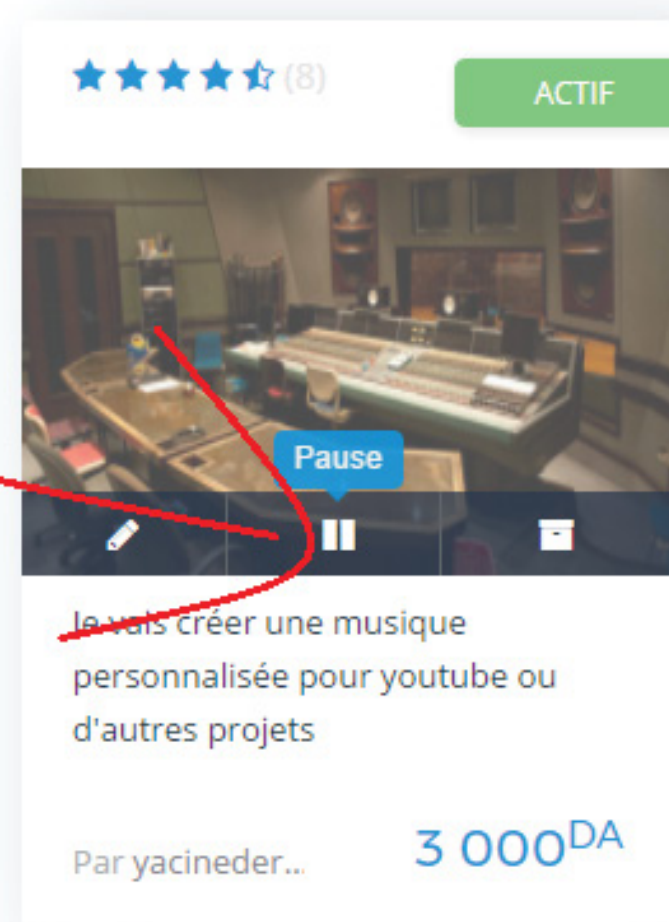 (8)
ACTIF
Pause
Je vais créer une musique
personnalisée pour youtube ou
d'autres projets
Par yacineder...
3 000DA